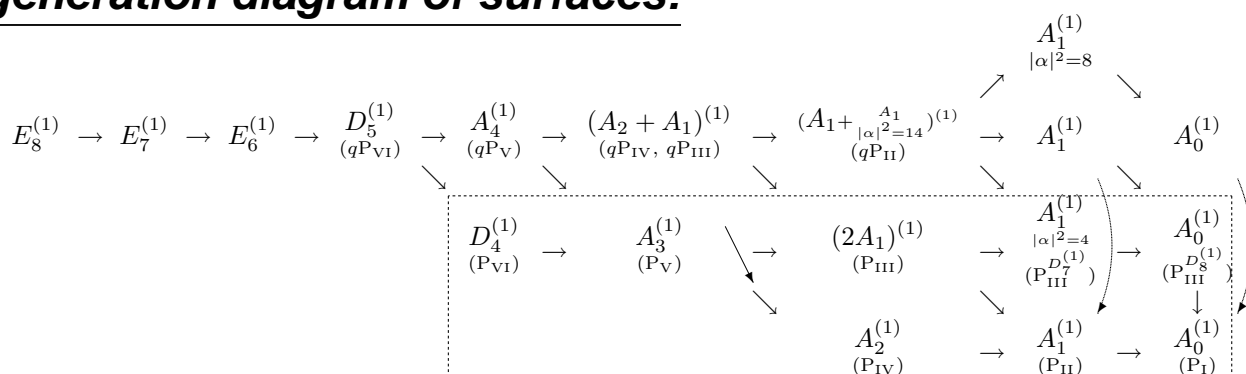 generation diagram of surfaces.
A_1^{(1)}
|α|^2=8
E_8^{(1)} → E_7^{(1)} → E_6^{(1)} → D_5^{(1)} → A_4^{(1)} → (A_2 + A_1)^{(1)} → (A_1+ A_1 |α|^2=14)^{(1)} → A_1^{(1)} A_0^{(1)}
(qP_VI) (qP_V) (qP_IV, qP_III) (qP_II)
D_4^{(1)} → A_3^{(1)} → (2A_1)^{(1)} → A_1^{(1)} |α|^2=4 → A_0^{(1)}
(P_VI) (P_V) (P_III) (P_III^{D_7^{(1)}}) (P_III^{D_8^{(1)}})
A_2^{(1)} → A_1^{(1)} → A_0^{(1)}
(P_IV) (P_II) (P_I)